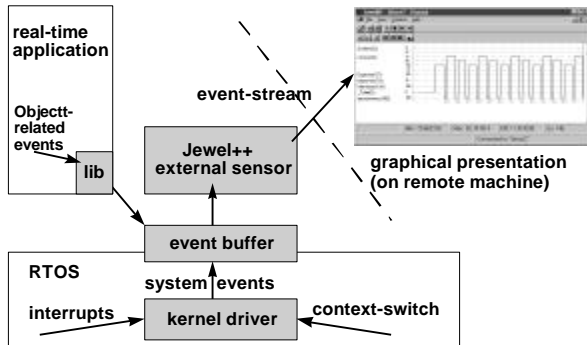 real-time
application
Objectt-
related
events
lib
event-stream
Jewel++
external sensor
graphical presentation
(on remote machine)
event buffer
RTOS
system events
interrupts
kernel driver
context-switch